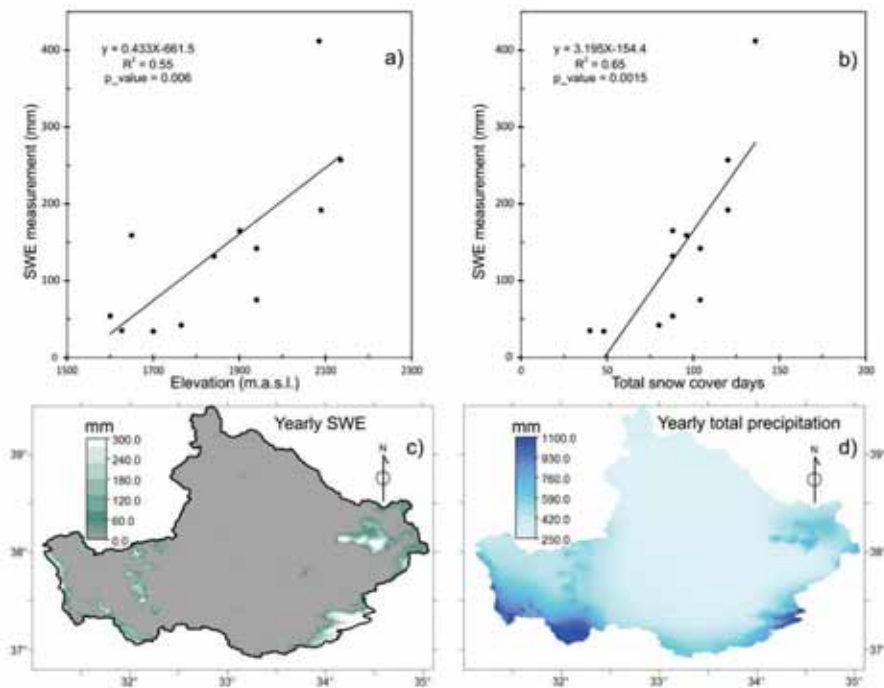 y = 0.433X-661.5
R² = 0.55
p_value = 0.006
a)
SWE measurement (mm)
400
300
200
100
0
1500
1700
1900
2100
2300
Elevation (m.a.s.l.)
y = 3.195X-154.4
R² = 0.65
p_value = 0.0015
b)
SWE measurement (mm)
400
300
200
100
0
0
50
100
150
200
Total snow cover days
Yearly SWE
c)
mm
300.0
240.0
180.0
120.0
60.0
0.0
N
39°
38°
37°
32°
33°
34°
35°
Yearly total precipitation
d)
mm
1100.0
930.0
760.0
590.0
420.0
250.0
N
39°
38°
37°
32°
33°
34°
35°